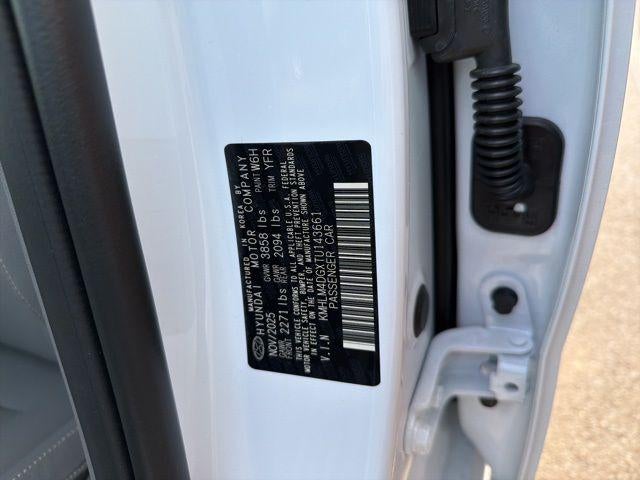 MANUFACTURED IN KOREA BY
HYUNDAI MOTOR COMPANY
NOV/2025 GVWR 3858 lbs PAINT W6H
GAWR FRONT 2271 lbs GAWR REAR 2094 lbs TRIM YFR
THIS VEHICLE CONFORMS TO ALL APPLICABLE U.S.A. FEDERAL
MOTOR VEHICLE SAFETY, BUMPER, AND THEFT PREVENTION STANDARDS
IN EFFECT ON THE DATE OF MANUFACTURE SHOWN ABOVE
V.I.N KMHLM4DGXTU143661
PASSENGER CAR